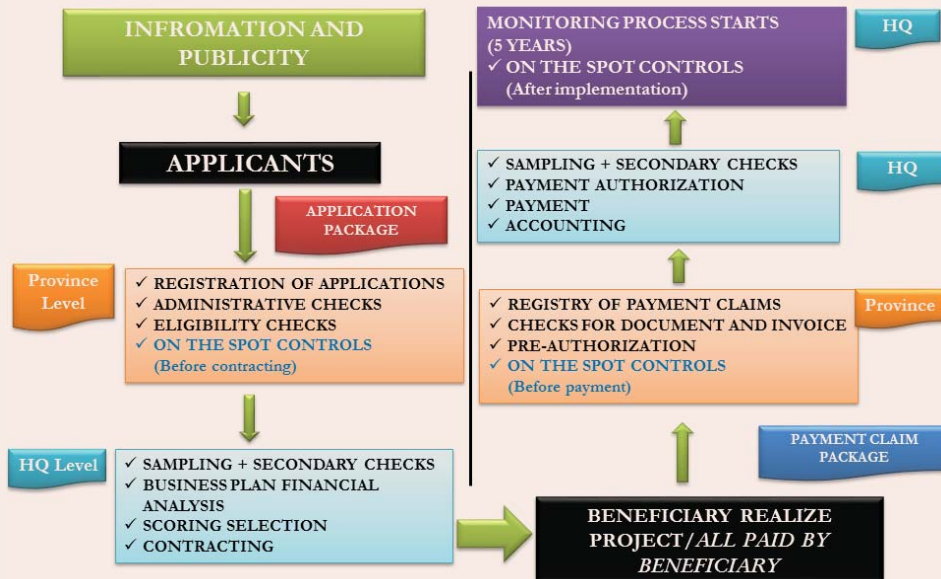 INFROMATION AND
PUBLICITY
APPLICANTS
APPLICATION
PACKAGE
Province
Level
✓ REGISTRATION OF APPLICATIONS
✓ ADMINISTRATIVE CHECKS
✓ ELIGIBILITY CHECKS
✓ ON THE SPOT CONTROLS
(Before contracting)
HQ Level
✓ SAMPLING + SECONDARY CHECKS
✓ BUSINESS PLAN FINANCIAL
ANALYSIS
✓ SCORING SELECTION
✓ CONTRACTING
BENEFICIARY REALIZE
PROJECT/ALL PAID BY
BENEFICIARY
PAYMENT CLAIM
PACKAGE
✓ REGISTRY OF PAYMENT CLAIMS
✓ CHECKS FOR DOCUMENT AND INVOICE
✓ PRE-AUTHORIZATION
✓ ON THE SPOT CONTROLS
(Before payment)
Province
✓ SAMPLING + SECONDARY CHECKS
✓ PAYMENT AUTHORIZATION
✓ PAYMENT
✓ ACCOUNTING
HQ
MONITORING PROCESS STARTS
(5 YEARS)
✓ ON THE SPOT CONTROLS
(After implementation)
HQ